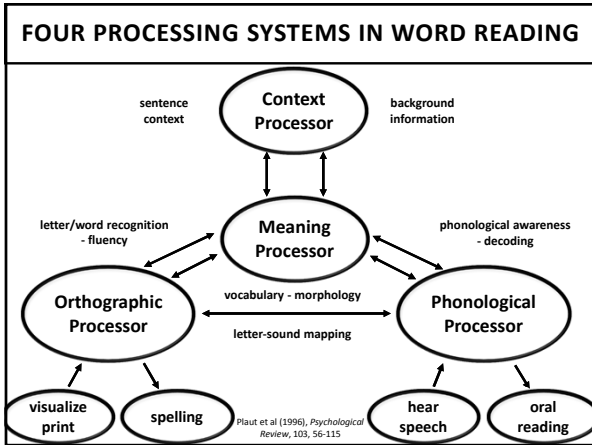 FOUR PROCESSING SYSTEMS IN WORD READING
sentence
context
Context
Processor
background
information
letter/word recognition
- fluency
Meaning
Processor
phonological awareness
- decoding
Orthographic
Processor
vocabulary - morphology
letter-sound mapping
Phonological
Processor
visualize
print
spelling
Plaut et al (1996), Psychological
Review, 103, 56-115
hear
speech
oral
reading